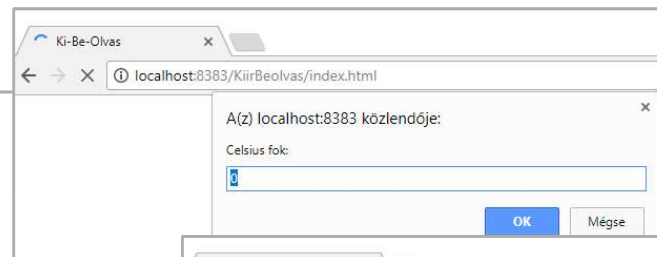 Ki-Be-Olvas
localhost:8383/KiirBeolvas/index.html
A(z) localhost:8383 közlendője:
Celsius fok:
0
OK Mégse